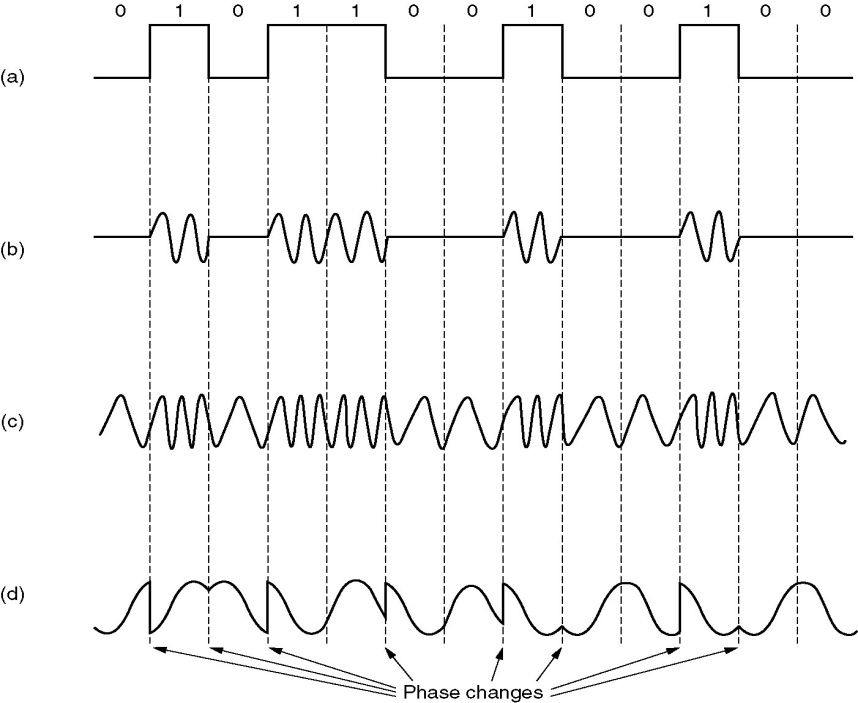 0 1 0 1 1 0 0 1 0 0 1 0 0
(a)
(b)
(c)
(d)
Phase changes